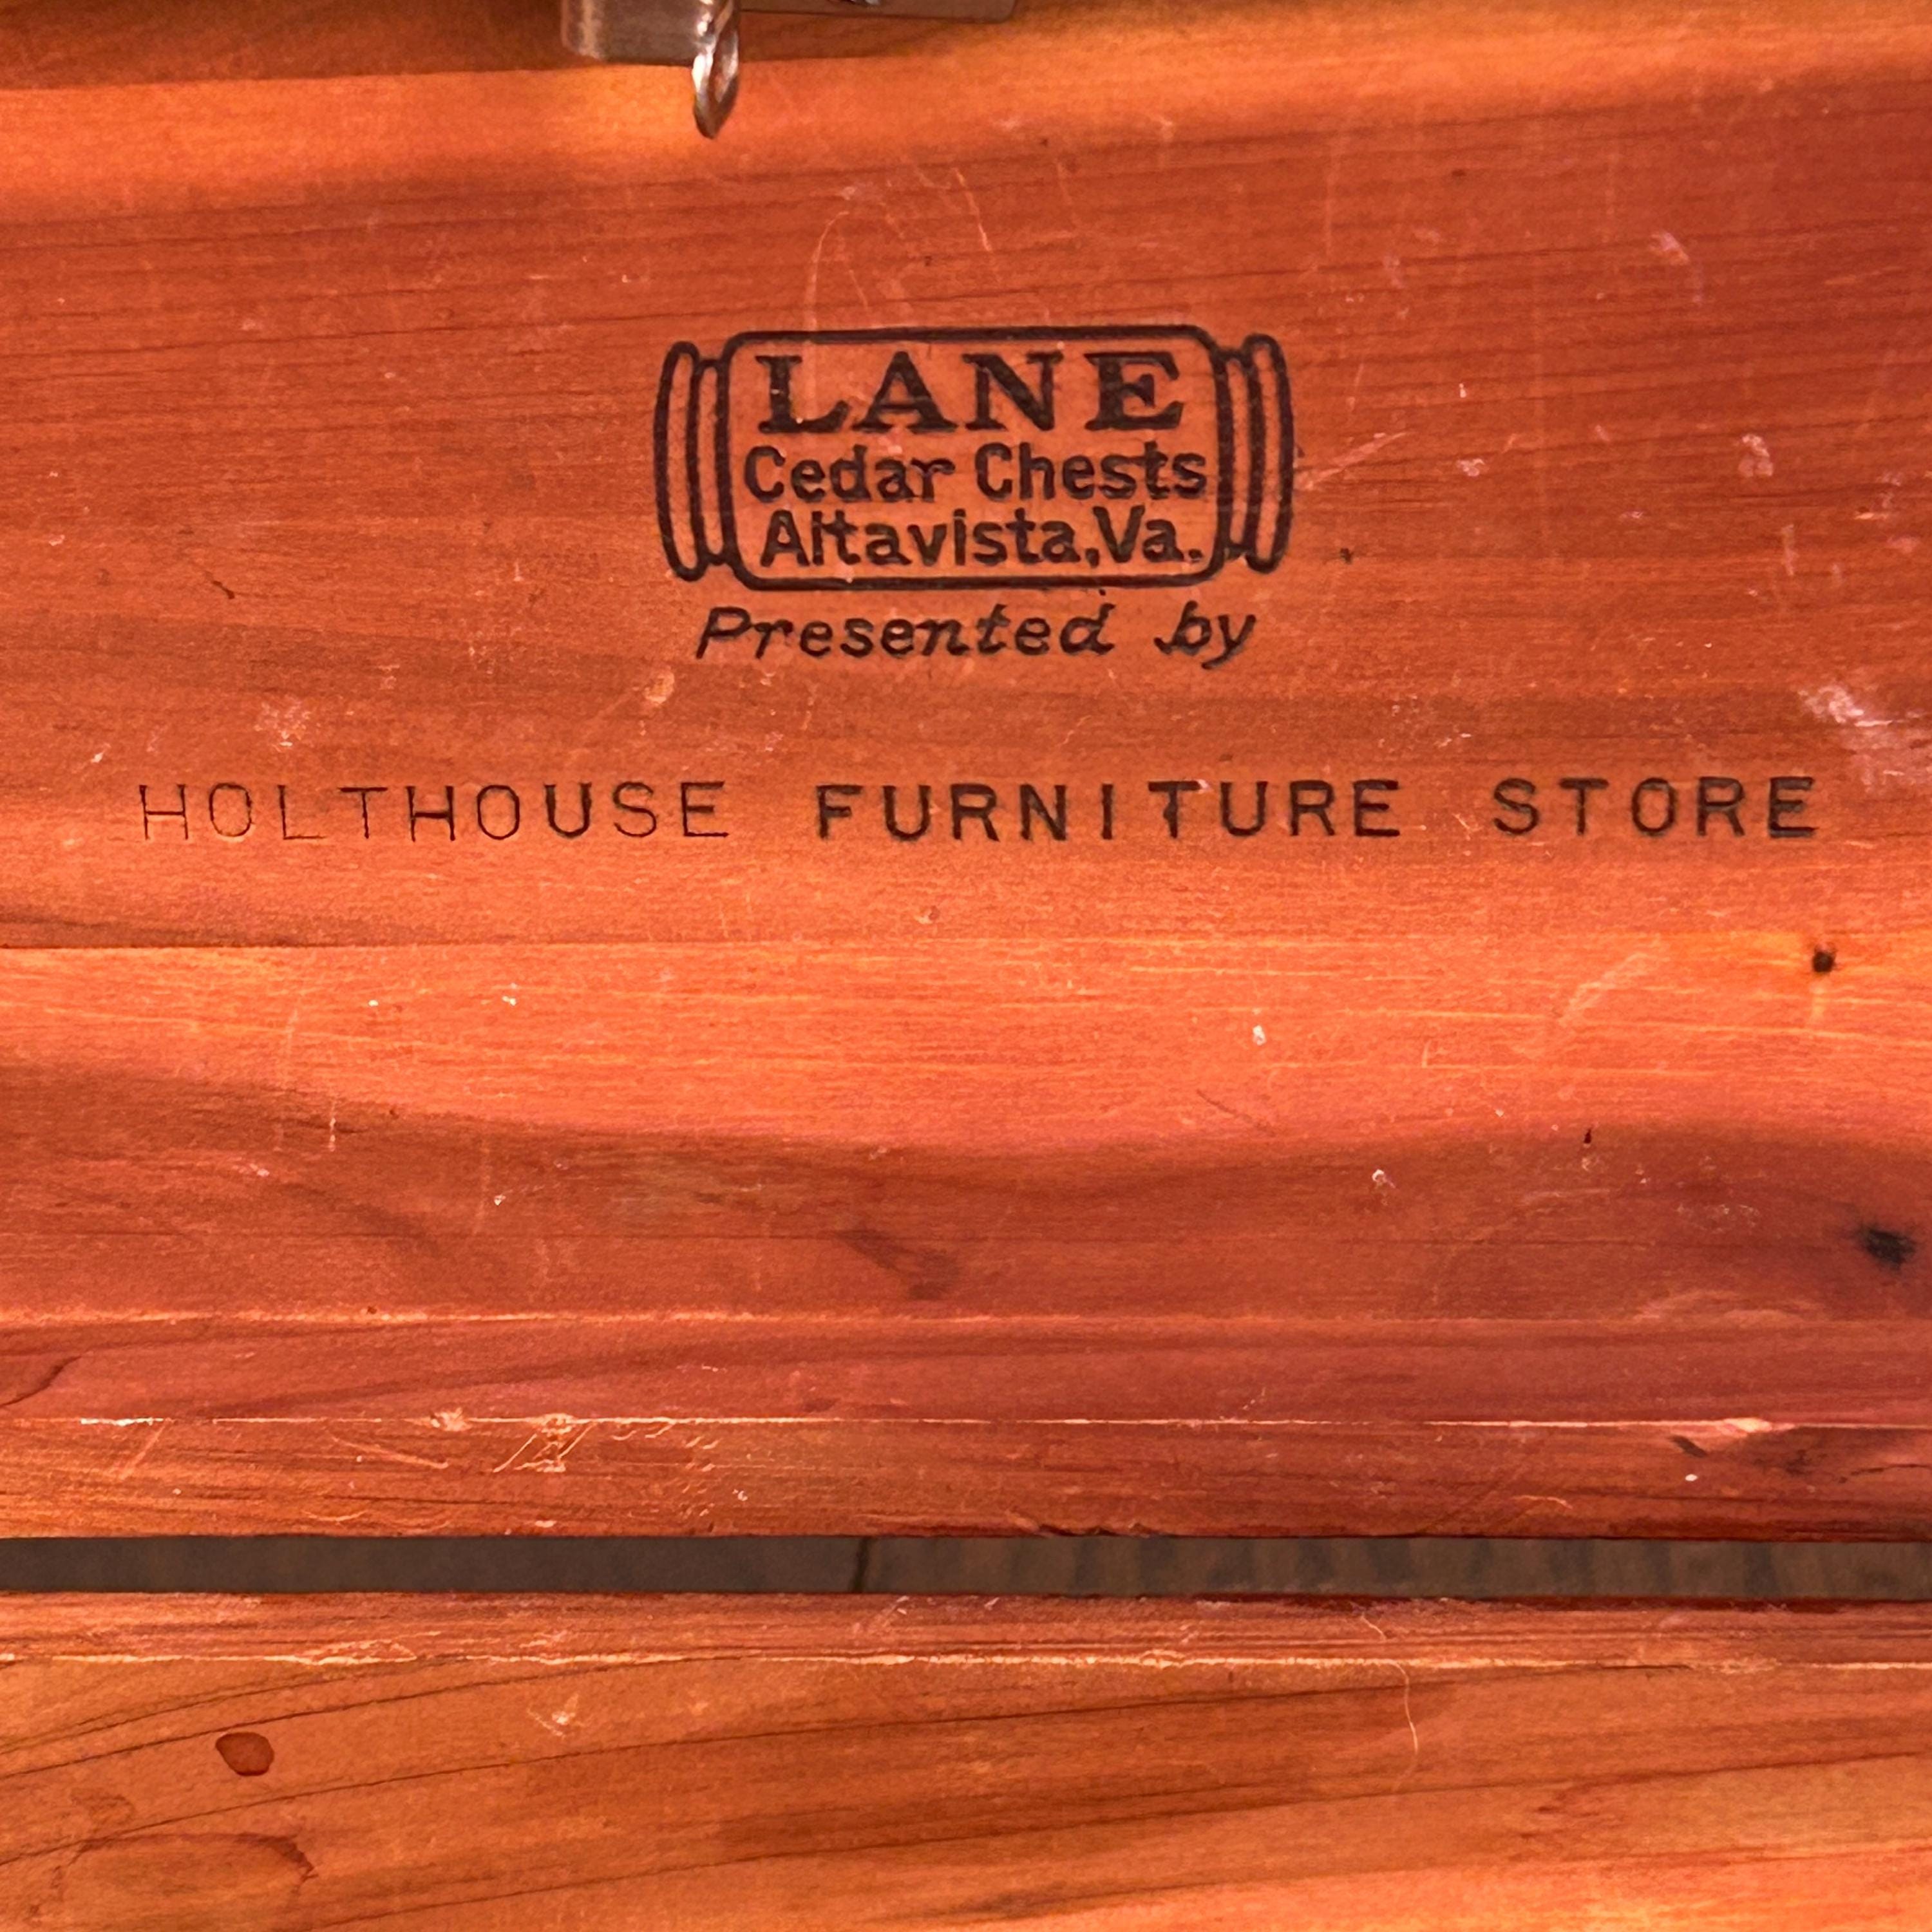 LANE
Cedar Chests
Altavista, Va.
Presented by
HOLTHOUSE FURNITURE STORE